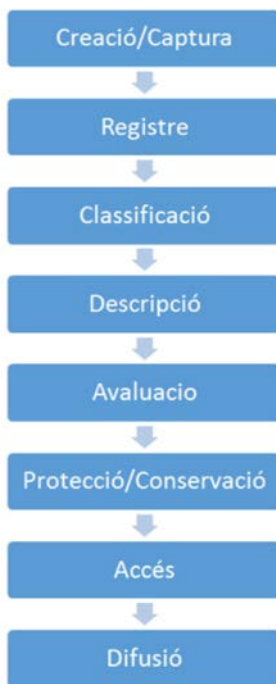 Creació/Captura
Registre
Classificació
Descripció
Avaluacio
Protecció/Conservació
Accés
Difusió